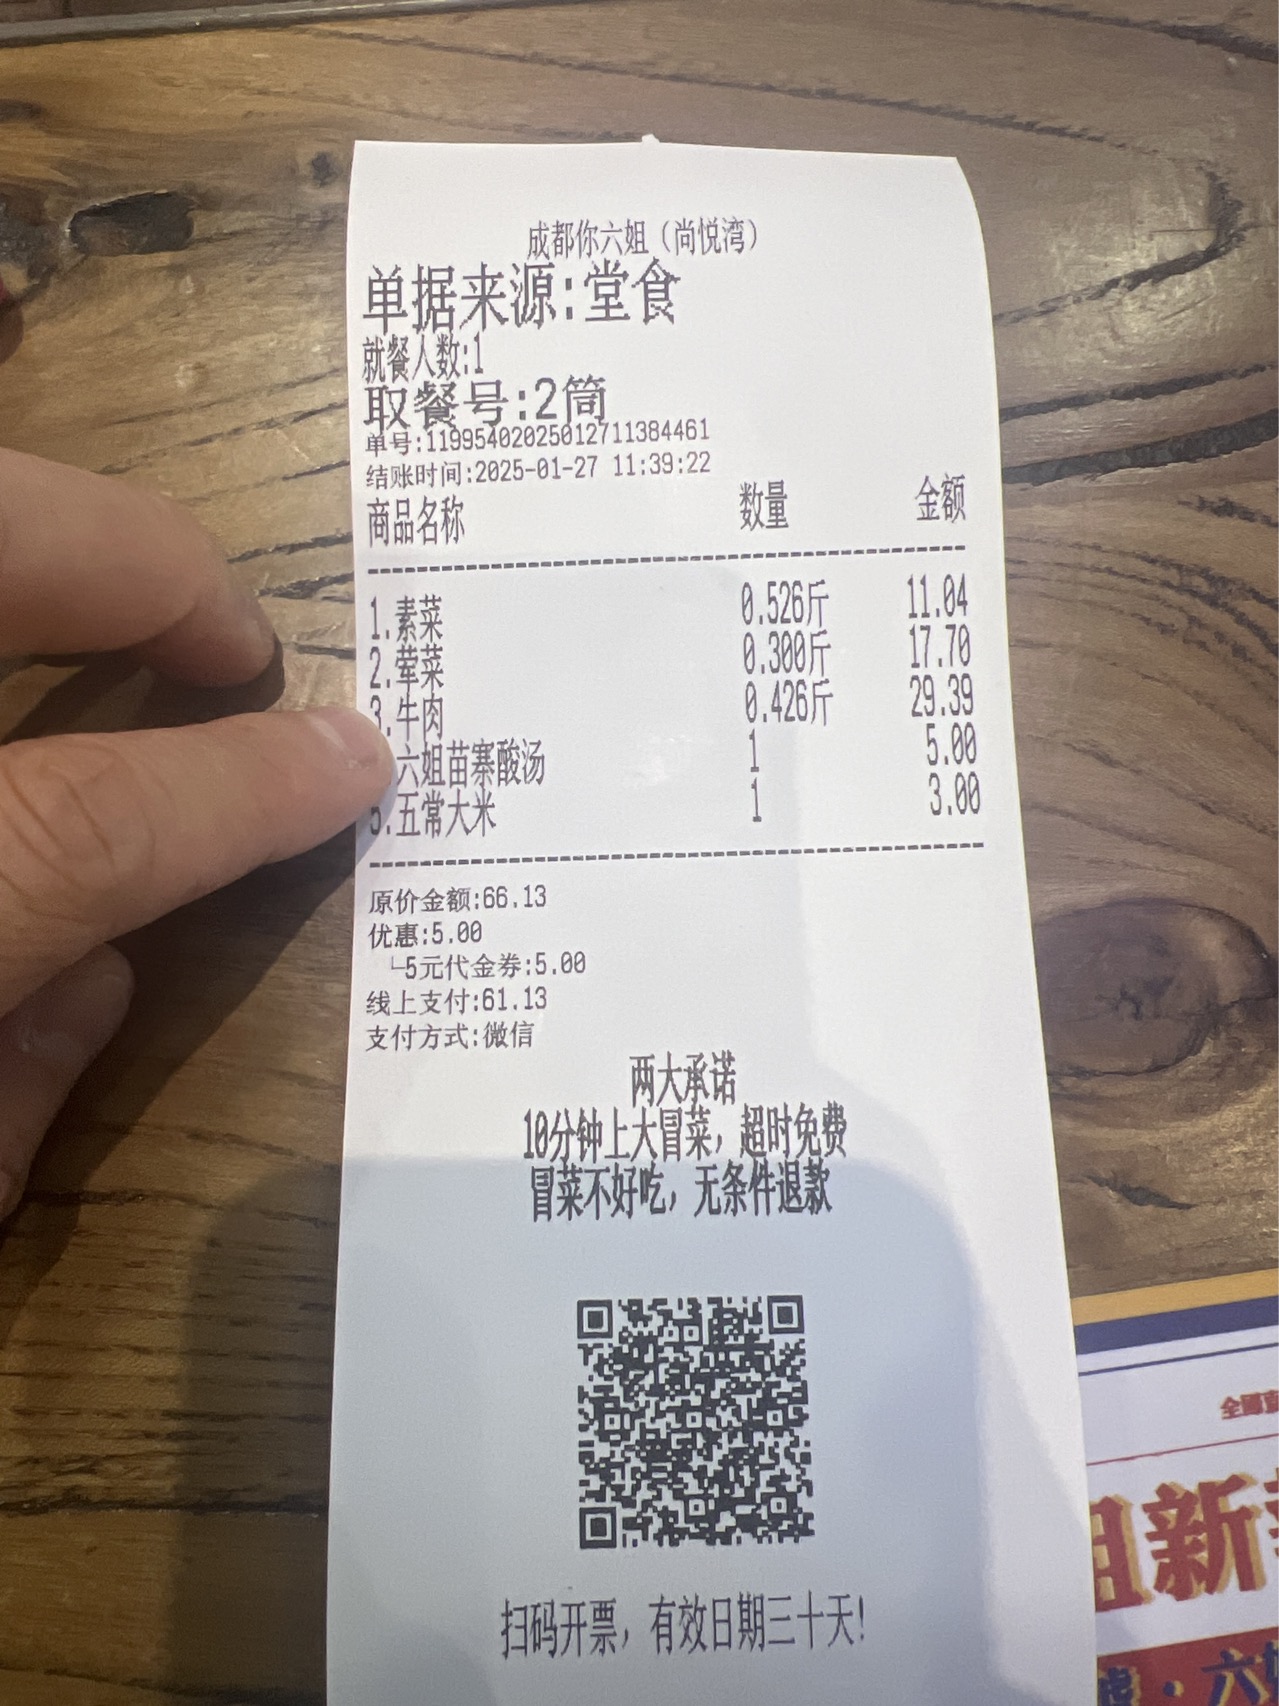 成都你六姐（尚悦湾）
单据来源:堂食
就餐人数:1
取餐号:2筒
单号:11995402025012711384461
结账时间:2025-01-27 11:39:22
商品名称 数量 金额
1.素菜 0.526斤 11.04
2.荤菜 0.300斤 17.70
3.牛肉 0.426斤 29.39
六姐苗寨酸汤 1 5.00
5.五常大米 1 3.00
原价金额:66.13
优惠:5.00
└5元代金券:5.00
线上支付:61.13
支付方式:微信
两大承诺
10分钟上大冒菜，超时免费
冒菜不好吃，无条件退款
扫码开票，有效日期三十天!
新
·六